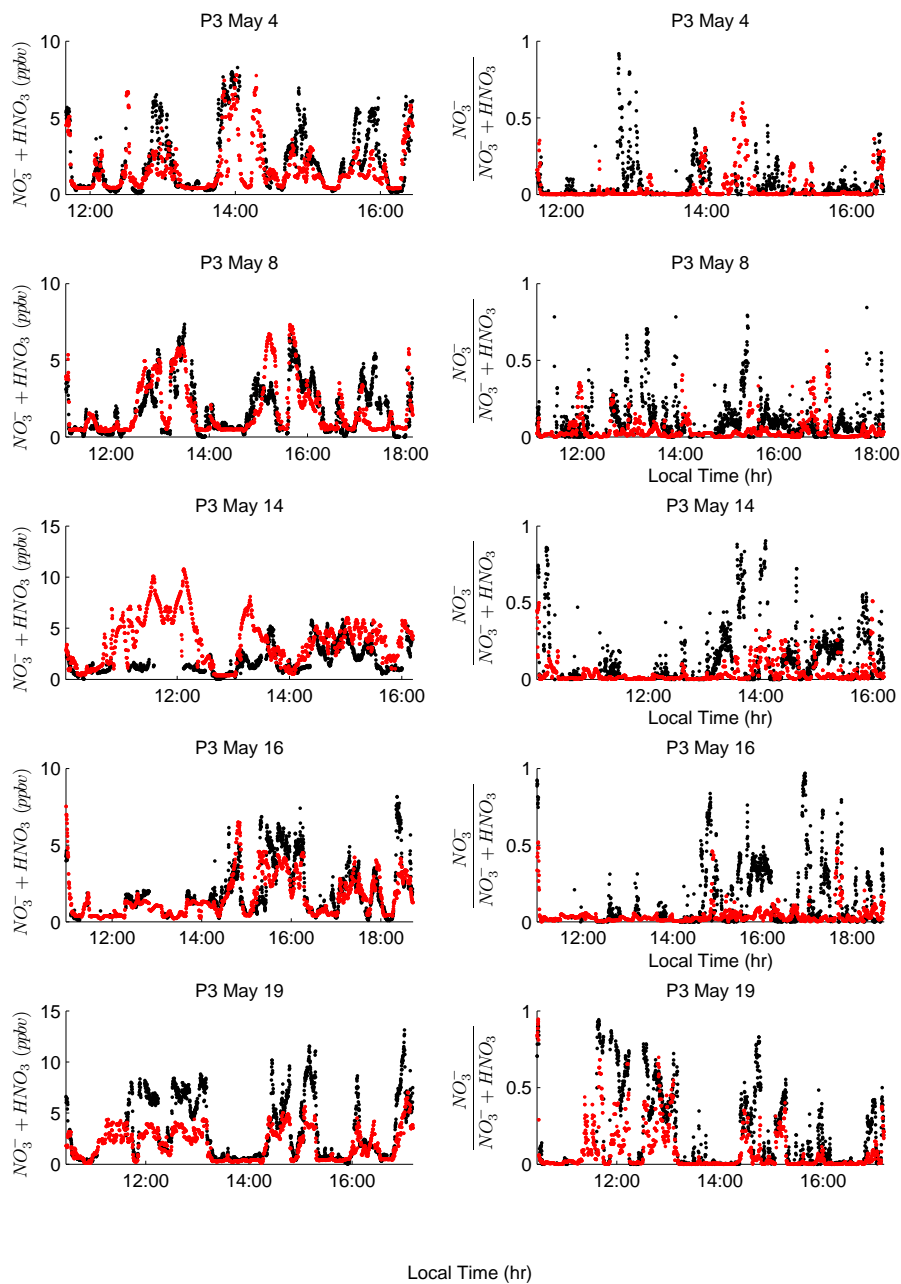 P3 May 4
P3 May 4
NO₃⁻ + HNO₃ (ppbv)
10
5
0
12:00 14:00 16:00
NO₃⁻
NO₃⁻ + HNO₃
1
0.5
0
12:00 14:00 16:00
P3 May 8
P3 May 8
NO₃⁻ + HNO₃ (ppbv)
10
5
0
12:00 14:00 16:00 18:00
NO₃⁻
NO₃⁻ + HNO₃
1
0.5
0
12:00 14:00 16:00 18:00
Local Time (hr)
P3 May 14
P3 May 14
NO₃⁻ + HNO₃ (ppbv)
15
10
5
0
12:00 14:00 16:00
NO₃⁻
NO₃⁻ + HNO₃
1
0.5
0
12:00 14:00 16:00
Local Time (hr)
P3 May 16
P3 May 16
NO₃⁻ + HNO₃ (ppbv)
10
5
0
12:00 14:00 16:00 18:00
NO₃⁻
NO₃⁻ + HNO₃
1
0.5
0
12:00 14:00 16:00 18:00
Local Time (hr)
P3 May 19
P3 May 19
NO₃⁻ + HNO₃ (ppbv)
15
10
5
0
12:00 14:00 16:00
NO₃⁻
NO₃⁻ + HNO₃
1
0.5
0
12:00 14:00 16:00
Local Time (hr)